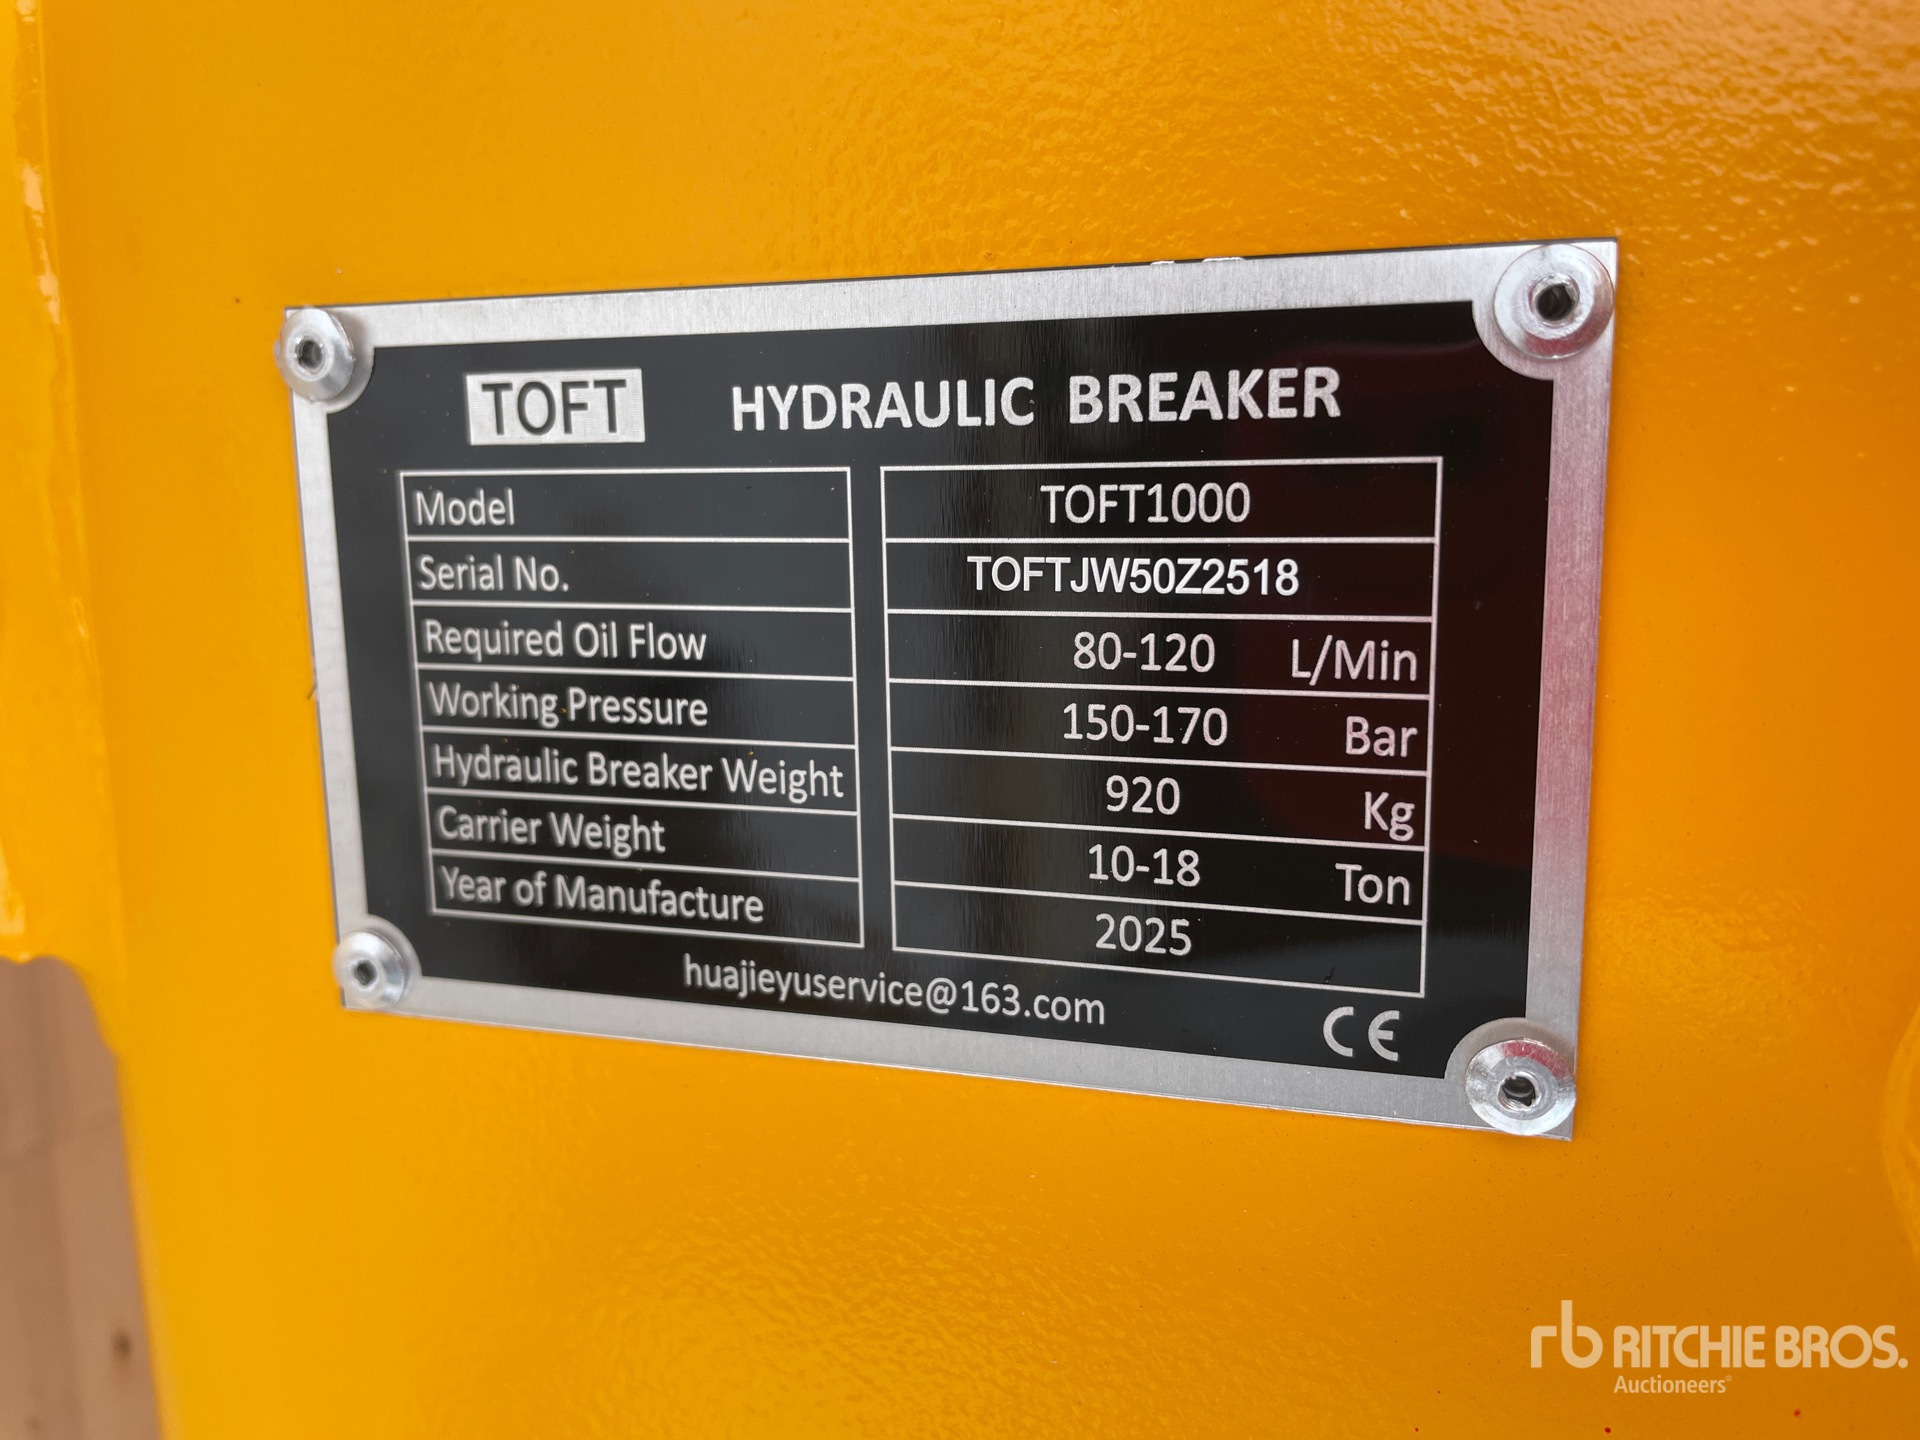 TOFT HYDRAULIC BREAKER
Model TOFT1000
Serial No. TOFTJW50Z2518
Required Oil Flow 80-120 L/Min
Working Pressure 150-170 Bar
Hydraulic Breaker Weight 920 Kg
Carrier Weight 10-18 Ton
Year of Manufacture 2025
huajieyuservice@163.com
CE
rb RITCHIE BROS.
Auctioneers